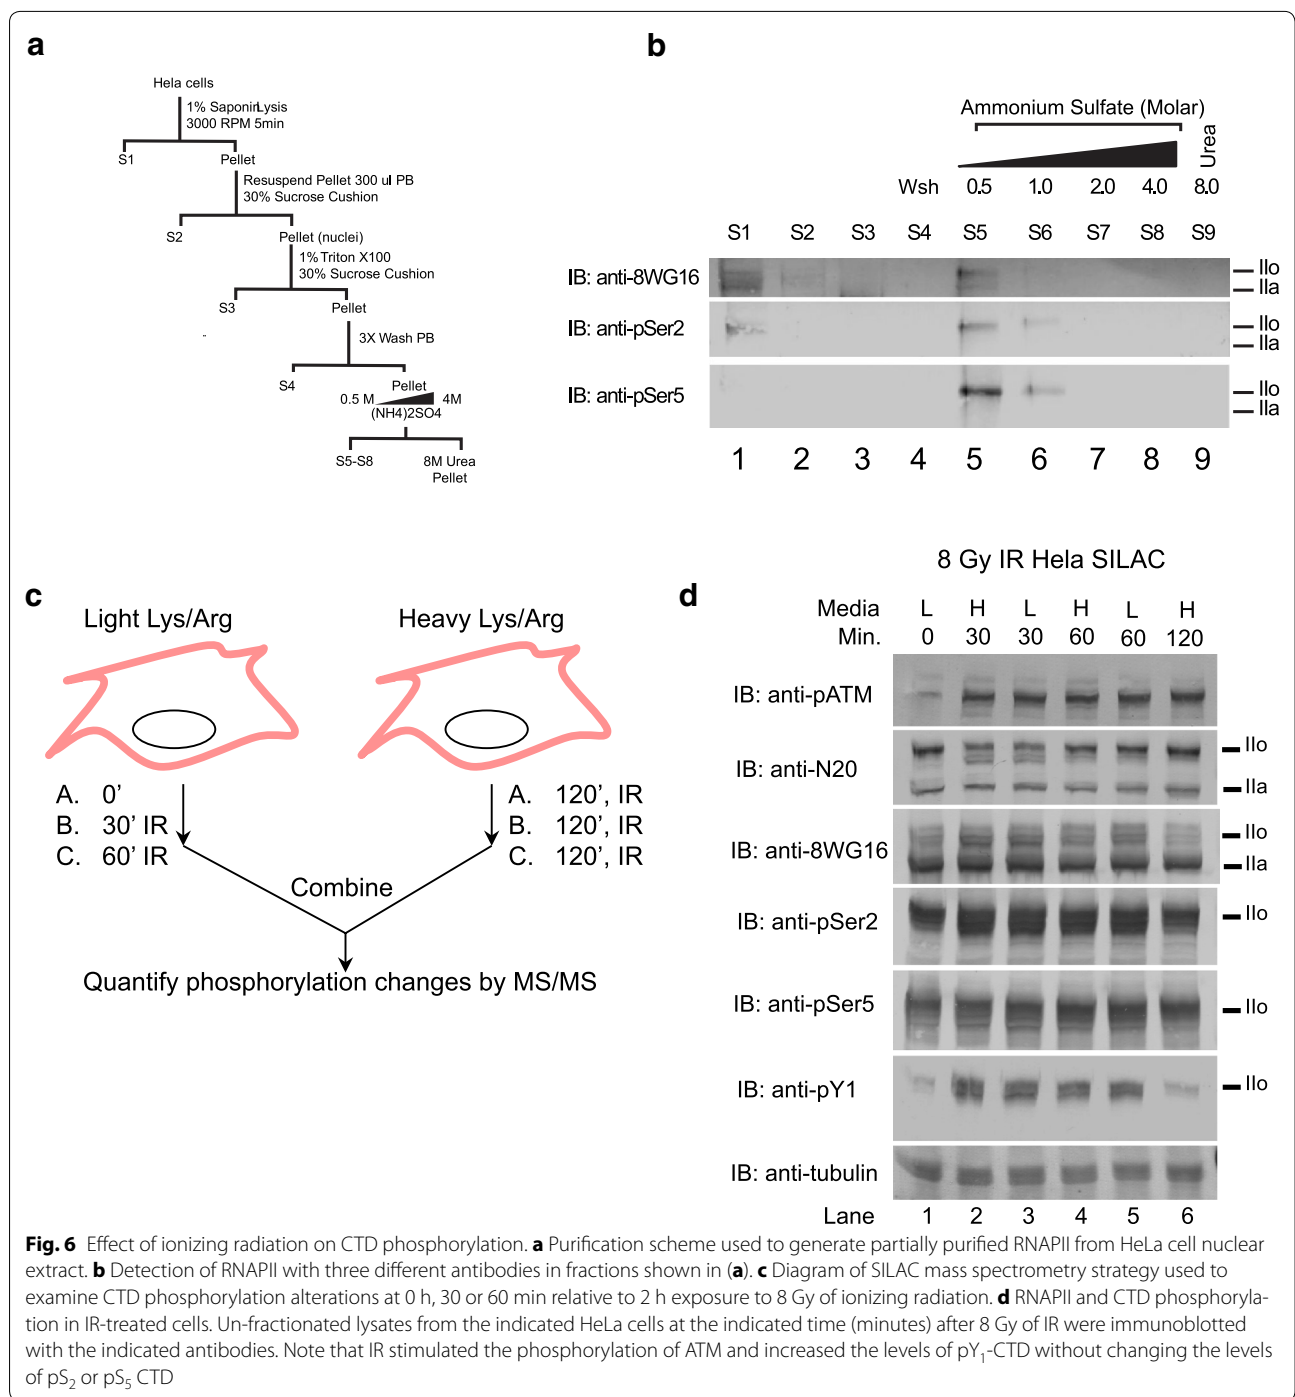 a
Hela cells
1% Saponin Lysis
3000 RPM 5min
S1 Pellet
Resuspend Pellet 300 ul PB
30% Sucrose Cushion
S2 Pellet (nuclei)
1% Triton X100
30% Sucrose Cushion
S3 Pellet
3X Wash PB
S4 Pellet
0.5 M 4M
(NH4)2SO4
S5-S8 8M Urea
Pellet
b
Ammonium Sulfate (Molar)
Urea
Wsh 0.5 1.0 2.0 4.0 8.0
S1 S2 S3 S4 S5 S6 S7 S8 S9
IB: anti-8WG16 IIo
IIa
IB: anti-pSer2 IIo
IIa
IB: anti-pSer5 IIo
IIa
1 2 3 4 5 6 7 8 9
c
Light Lys/Arg Heavy Lys/Arg
A. 0' A. 120', IR
B. 30' IR B. 120', IR
C. 60' IR C. 120', IR
Combine
Quantify phosphorylation changes by MS/MS
d
8 Gy IR Hela SILAC
Media L H L H L H
Min. 0 30 30 60 60 120
IB: anti-pATM
IB: anti-N20 IIo
IIa
IB: anti-8WG16 IIo
IIa
IB: anti-pSer2 IIo
IB: anti-pSer5 IIo
IB: anti-pY1 IIo
IB: anti-tubulin
Lane 1 2 3 4 5 6
Fig. 6 Effect of ionizing radiation on CTD phosphorylation. a Purification scheme used to generate partially purified RNAPII from HeLa cell nuclear
extract. b Detection of RNAPII with three different antibodies in fractions shown in (a). c Diagram of SILAC mass spectrometry strategy used to
examine CTD phosphorylation alterations at 0 h, 30 or 60 min relative to 2 h exposure to 8 Gy of ionizing radiation. d RNAPII and CTD phosphoryla-
tion in IR-treated cells. Un-fractionated lysates from the indicated HeLa cells at the indicated time (minutes) after 8 Gy of IR were immunoblotted
with the indicated antibodies. Note that IR stimulated the phosphorylation of ATM and increased the levels of pY1-CTD without changing the levels
of pS2 or pS5 CTD